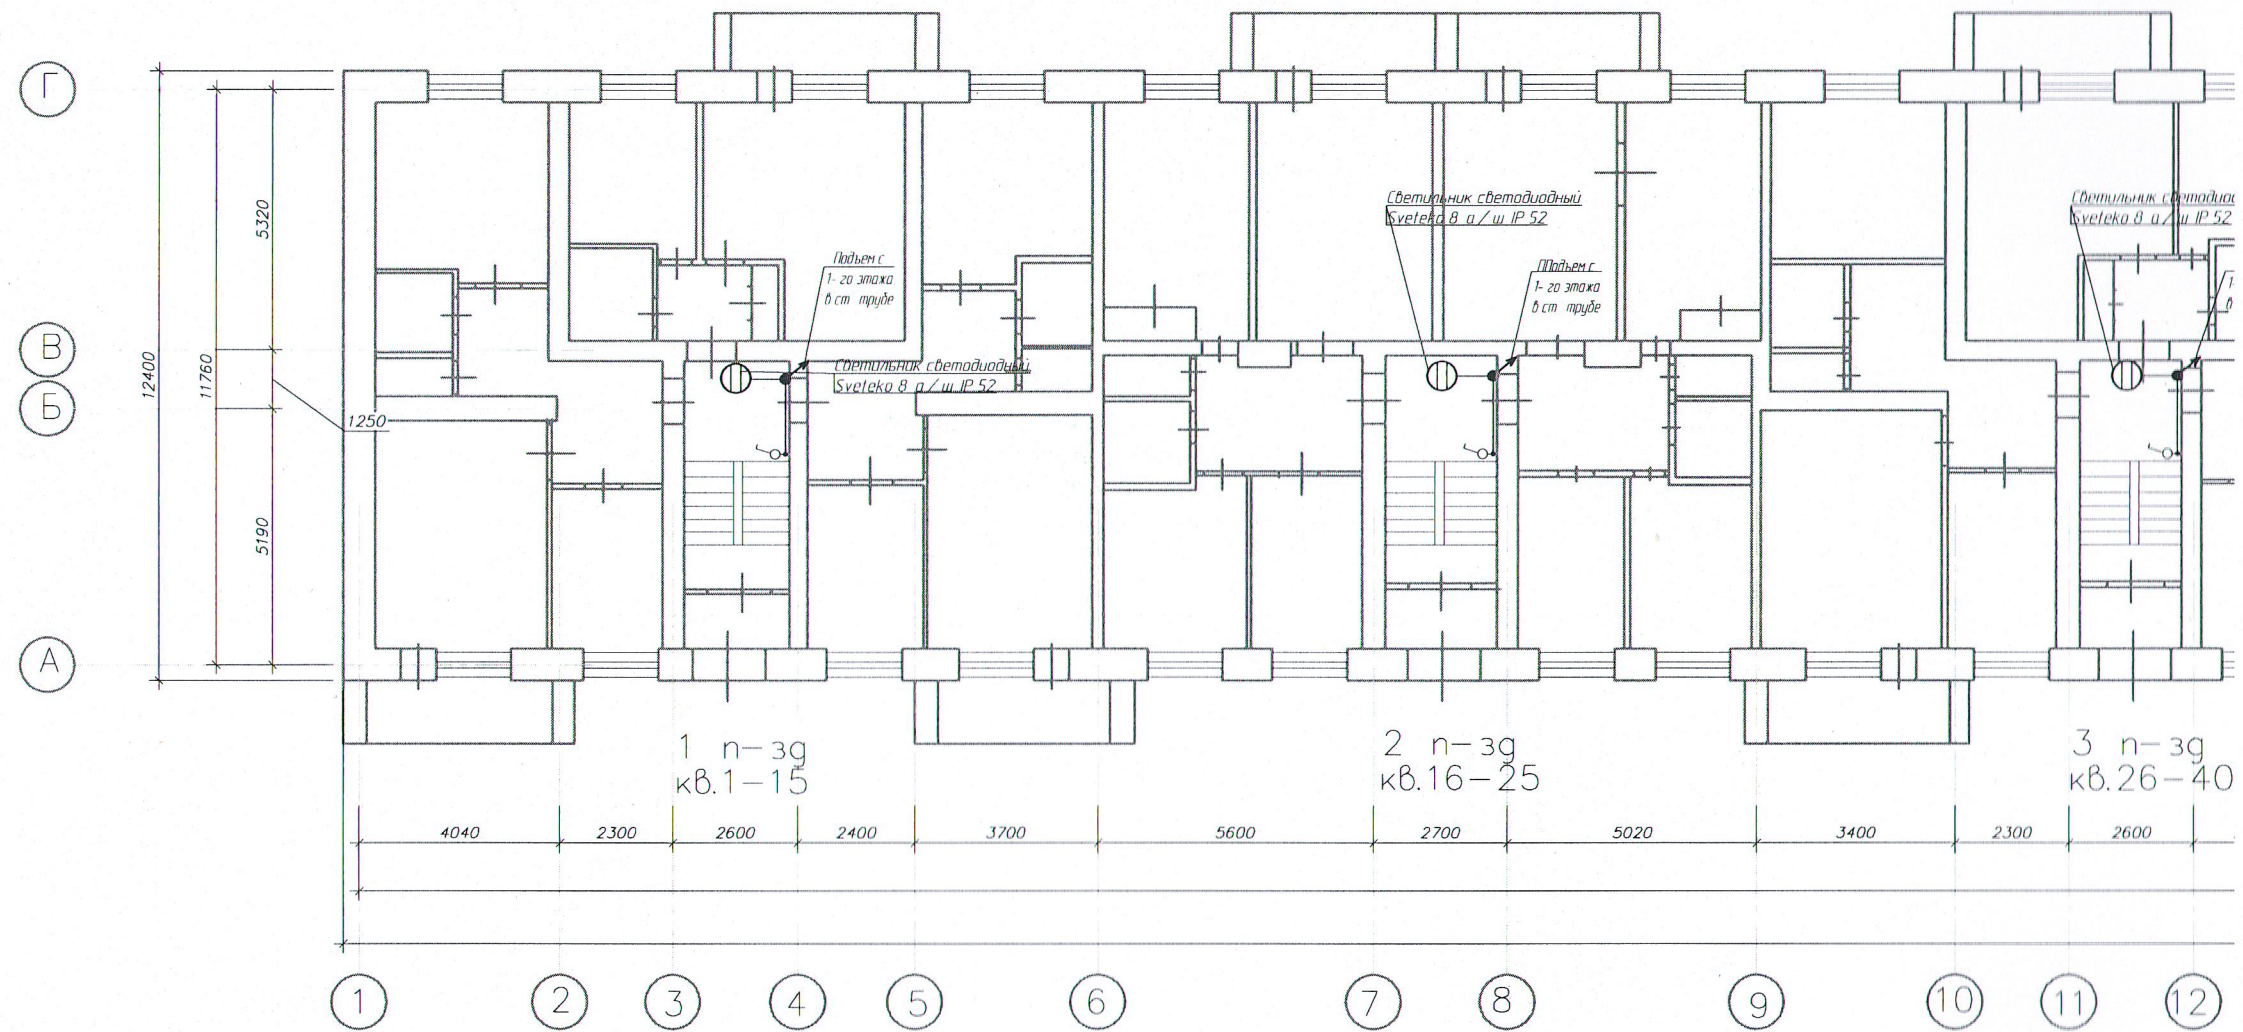 Г
В
Б
А
12400
11760
5320
1250
5190
Подъем с
1-го этажа
в ст трубе
Светильник светодиодный
Sveteko 8 а/ш IP 52
Светильник светодиодный
Sveteko 8 а/ш IP 52
ППодъем с
1-го этажа
в ст трубе
Светильник светодиод
Sveteko 8 а/ш IP 52
1-
в
1 п-зд
кв.1-15
2 п-зд
кв.16-25
3 п-зд
кв.26-40
4040 2300 2600 2400 3700 5600 2700 5020 3400 2300 2600
1 2 3 4 5 6 7 8 9 10 11 12